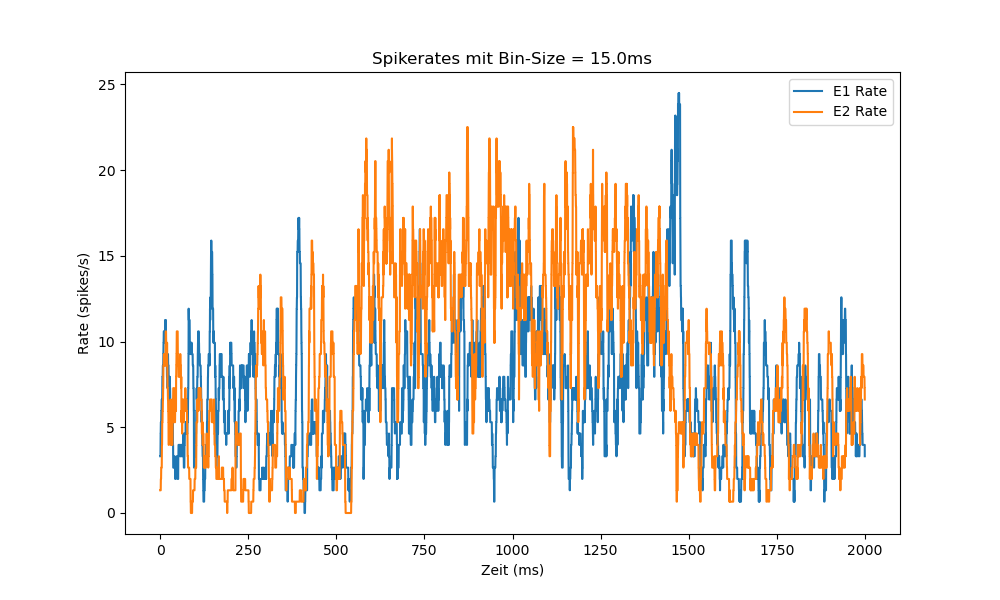 Spikerates mit Bin-Size = 15.0ms
E1 Rate
E2 Rate
Rate (spikes/s)
25
20
15
10
5
0
0 250 500 750 1000 1250 1500 1750 2000
Zeit (ms)